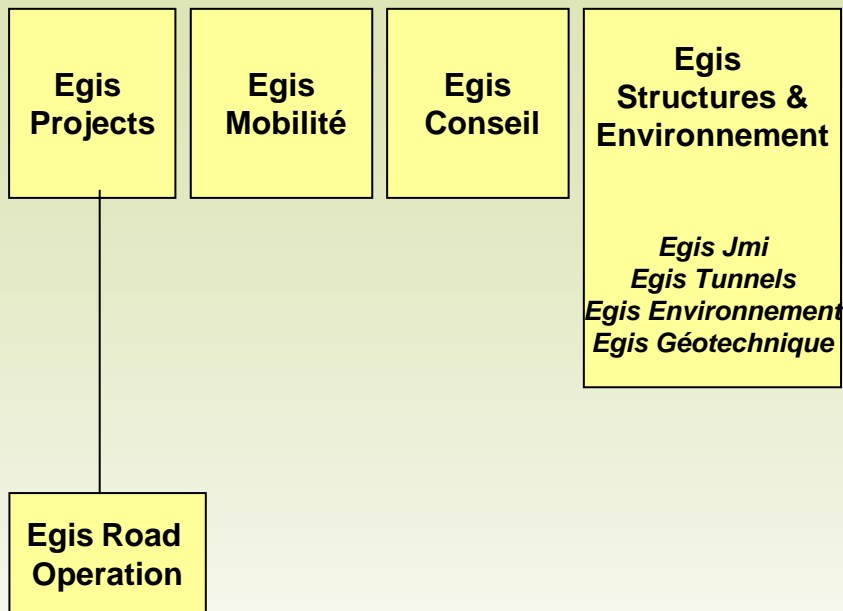 Egis
Projects
Egis
Mobilité
Egis
Conseil
Egis
Structures &
Environnement
Egis Jmi
Egis Tunnels
Egis Environnement
Egis Géotechnique
Egis Road
Operation